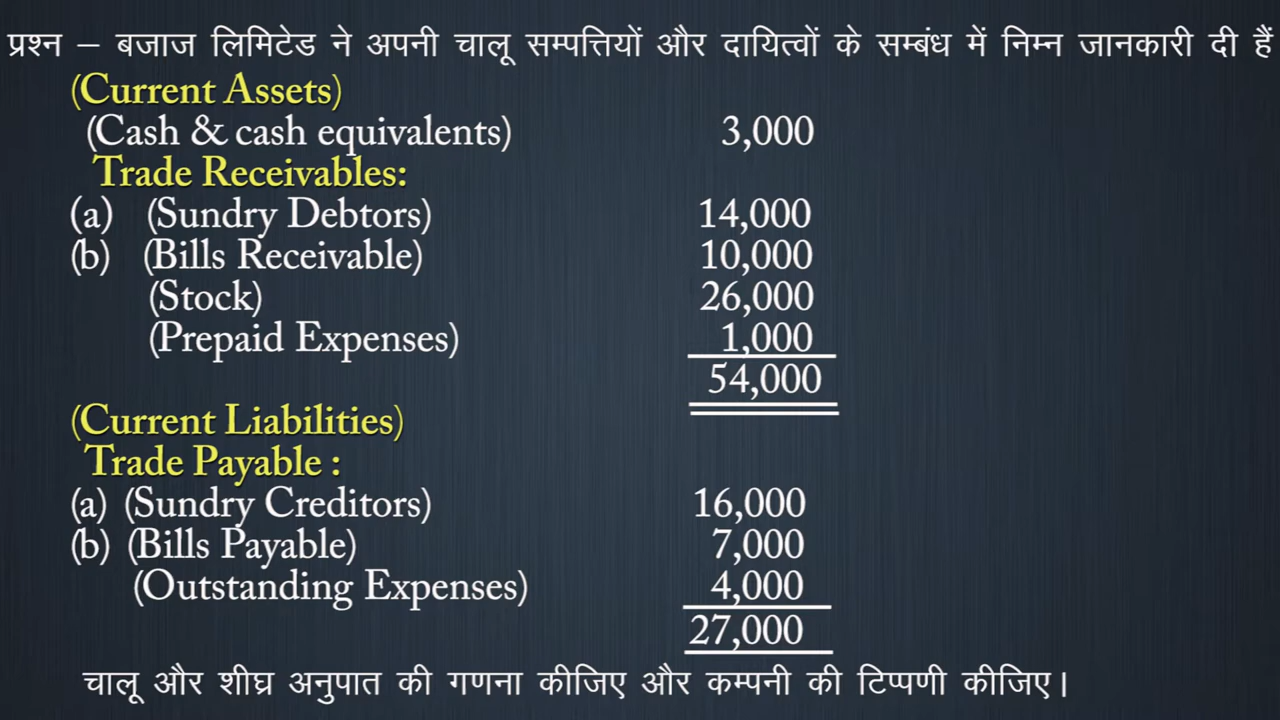 प्रश्न – बजाज लिमिटेड ने अपनी चालू सम्पत्तियों और दायित्वों के सम्बंध में निम्न जानकारी दी हैं
(Current Assets)
(Cash & cash equivalents) 3,000
Trade Receivables:
(a) (Sundry Debtors) 14,000
(b) (Bills Receivable) 10,000
(Stock) 26,000
(Prepaid Expenses) 1,000
54,000
(Current Liabilities)
Trade Payable :
(a) (Sundry Creditors) 16,000
(b) (Bills Payable) 7,000
(Outstanding Expenses) 4,000
27,000
चालू और शीघ्र अनुपात की गणना कीजिए और कम्पनी की टिप्पणी कीजिए।